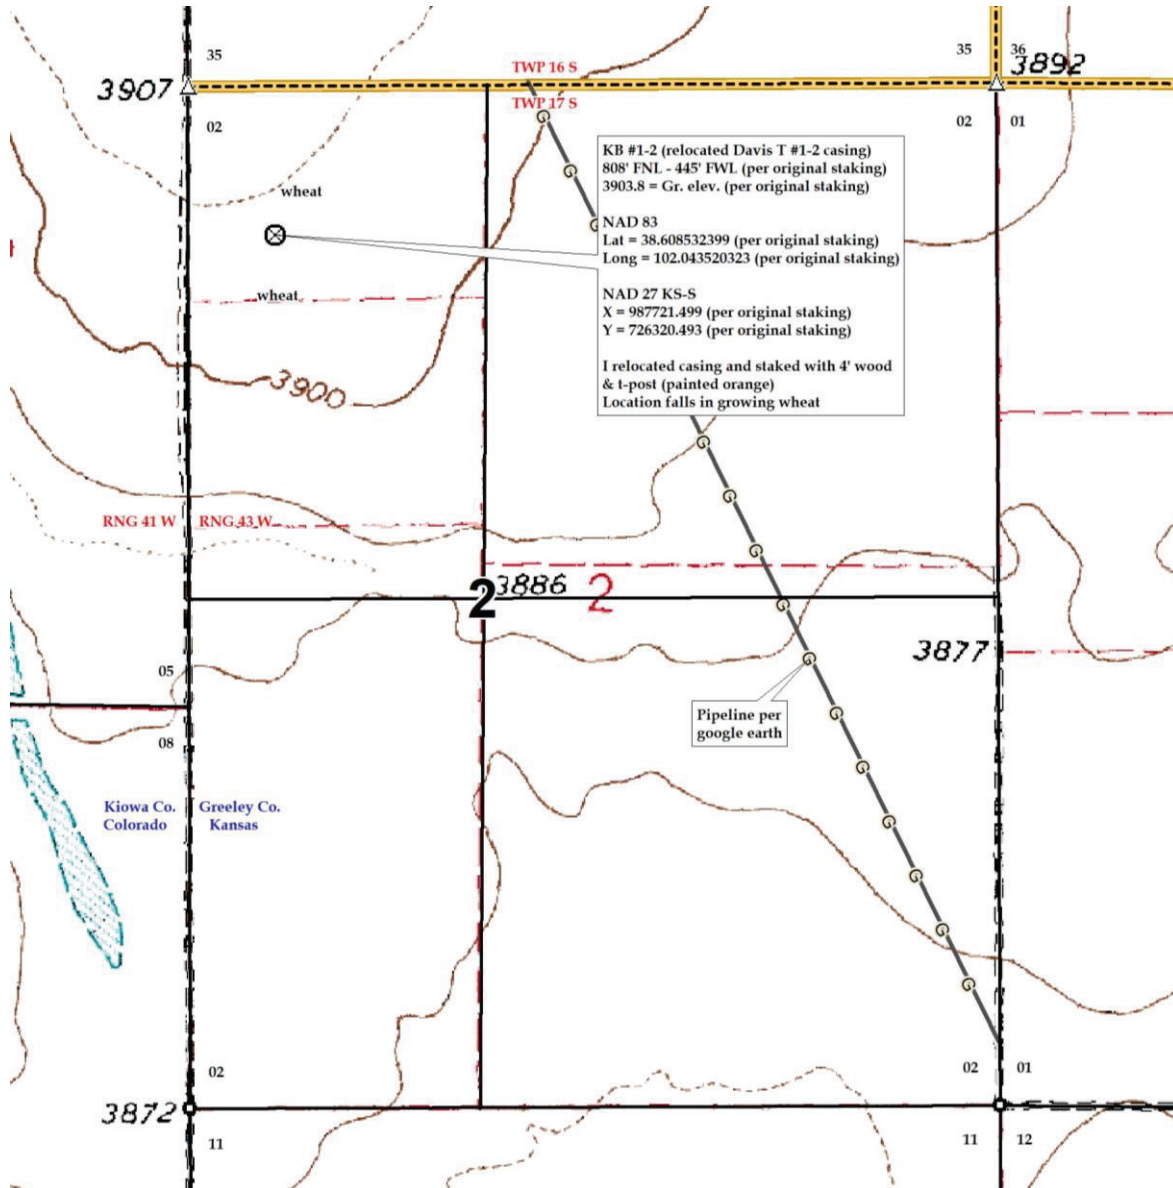 35
TWP 16 S
35
36
3892
3907
TWP 17 S
02
02
01
KB #1-2 (relocated Davis T #1-2 casing)
808' FNL - 445' FWL (per original staking)
3903.8 = Gr. elev. (per original staking)
NAD 83
Lat = 38.608532399 (per original staking)
Long = 102.043520323 (per original staking)
NAD 27 KS-S
X = 987721.499 (per original staking)
Y = 726320.493 (per original staking)
I relocated casing and staked with 4' wood
& t-post (painted orange)
Location falls in growing wheat
wheat
wheat
3900
G
G
G
G
G
G
RNG 41 W
RNG 43 W
2
3886
2
G
3877
G
05
Pipeline per
google earth
G
08
G
Kiowa Co.
Colorado
Greeley Co.
Kansas
G
G
G
G
02
02
01
3872
11
11
12